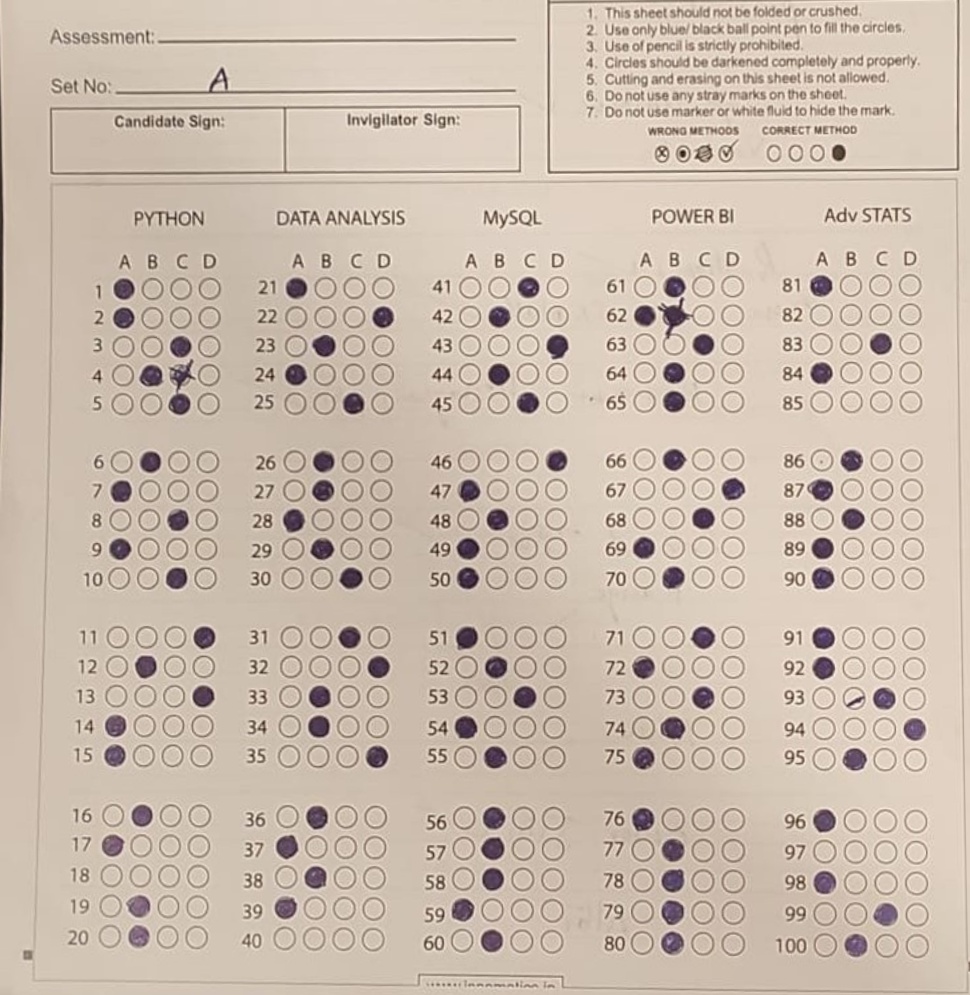 Assessment:
Set No: A
Candidate Sign: Invigilator Sign:
1. This sheet should not be folded or crushed.
2. Use only blue/ black ball point pen to fill the circles.
3. Use of pencil is strictly prohibited.
4. Circles should be darkened completely and properly.
5. Cutting and erasing on this sheet is not allowed.
6. Do not use any stray marks on the sheet.
7. Do not use marker or white fluid to hide the mark.
WRONG METHODS CORRECT METHOD
PYTHON DATA ANALYSIS MySQL POWER BI Adv STATS
A B C D A B C D A B C D A B C D A B C D
1 21 41 61 81
2 22 42 62 82
3 23 43 63 83
4 24 44 64 84
5 25 45 65 85
6 26 46 66 86
7 27 47 67 87
8 28 48 68 88
9 29 49 69 89
10 30 50 70 90
11 31 51 71 91
12 32 52 72 92
13 33 53 73 93
14 34 54 74 94
15 35 55 75 95
16 36 56 76 96
17 37 57 77 97
18 38 58 78 98
19 39 59 79 99
20 40 60 80 100